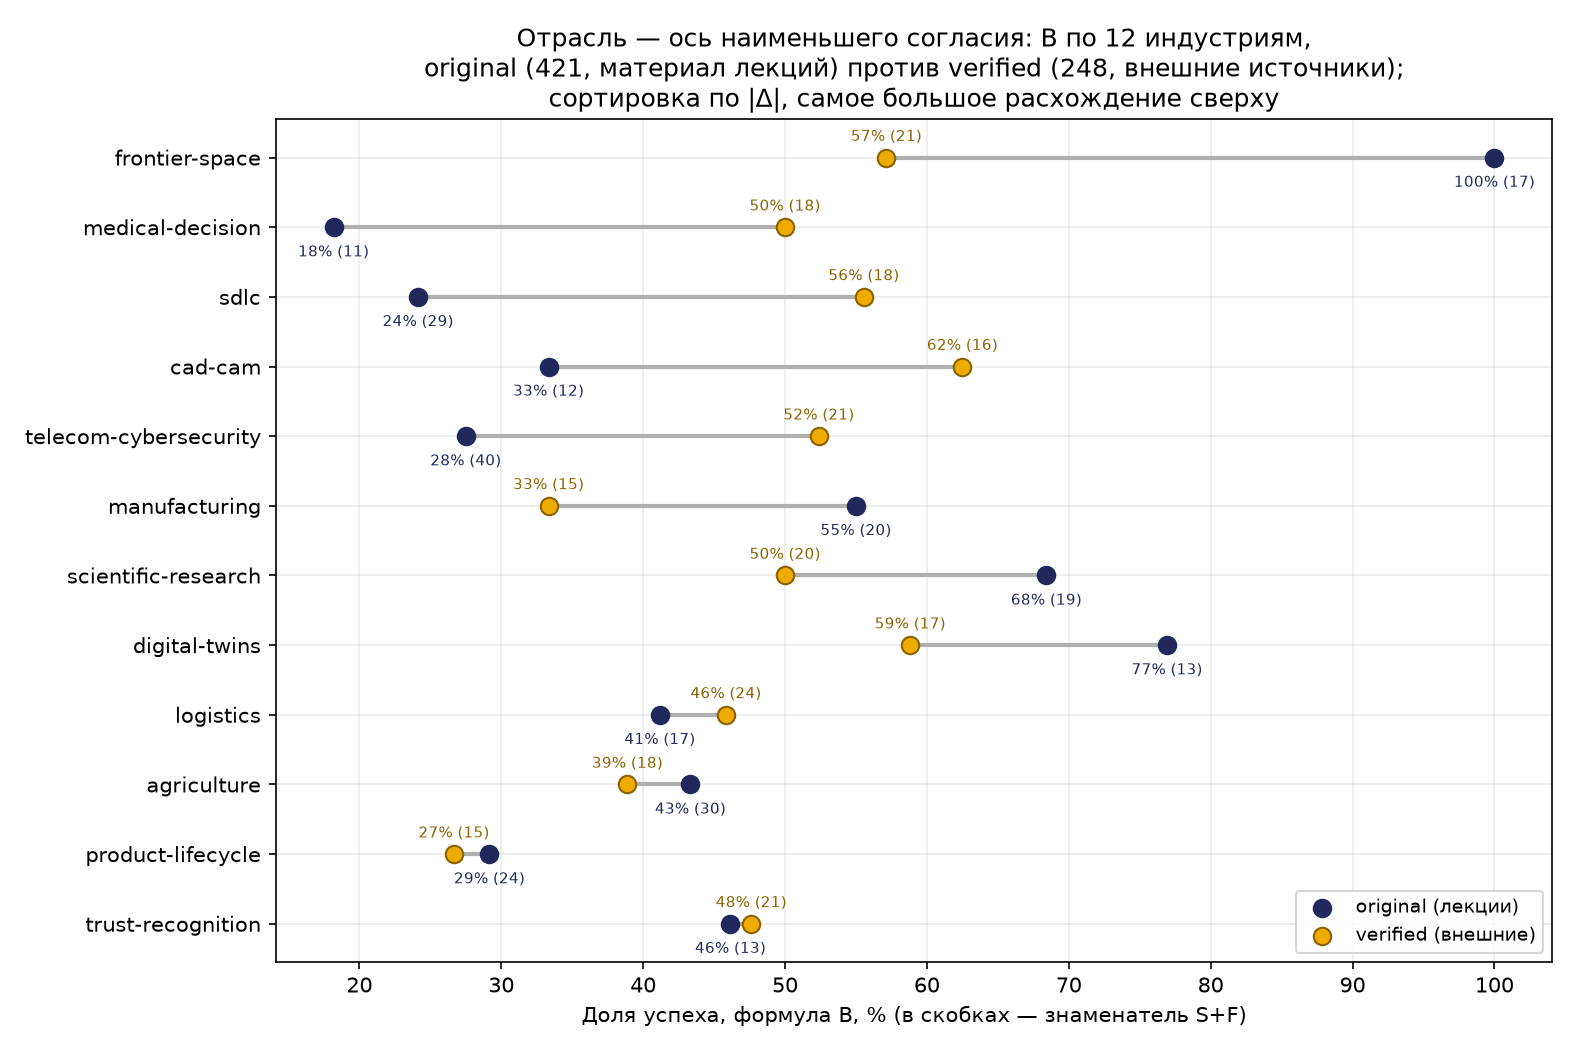 Отрасль — ось наименьшего согласия: B по 12 индустриям,
original (421, материал лекций) против verified (248, внешние источники);
сортировка по |Δ|, самое большое расхождение сверху
frontier-space
57% (21)
100% (17)
medical-decision
50% (18)
18% (11)
sdlc
56% (18)
24% (29)
cad-cam
62% (16)
33% (12)
telecom-cybersecurity
52% (21)
28% (40)
manufacturing
33% (15)
55% (20)
scientific-research
50% (20)
68% (19)
digital-twins
59% (17)
77% (13)
logistics
46% (24)
41% (17)
agriculture
39% (18)
43% (30)
product-lifecycle
27% (15)
29% (24)
trust-recognition
48% (21)
46% (13)
original (лекции)
verified (внешние)
20 30 40 50 60 70 80 90 100
Доля успеха, формула B, % (в скобках — знаменатель S+F)